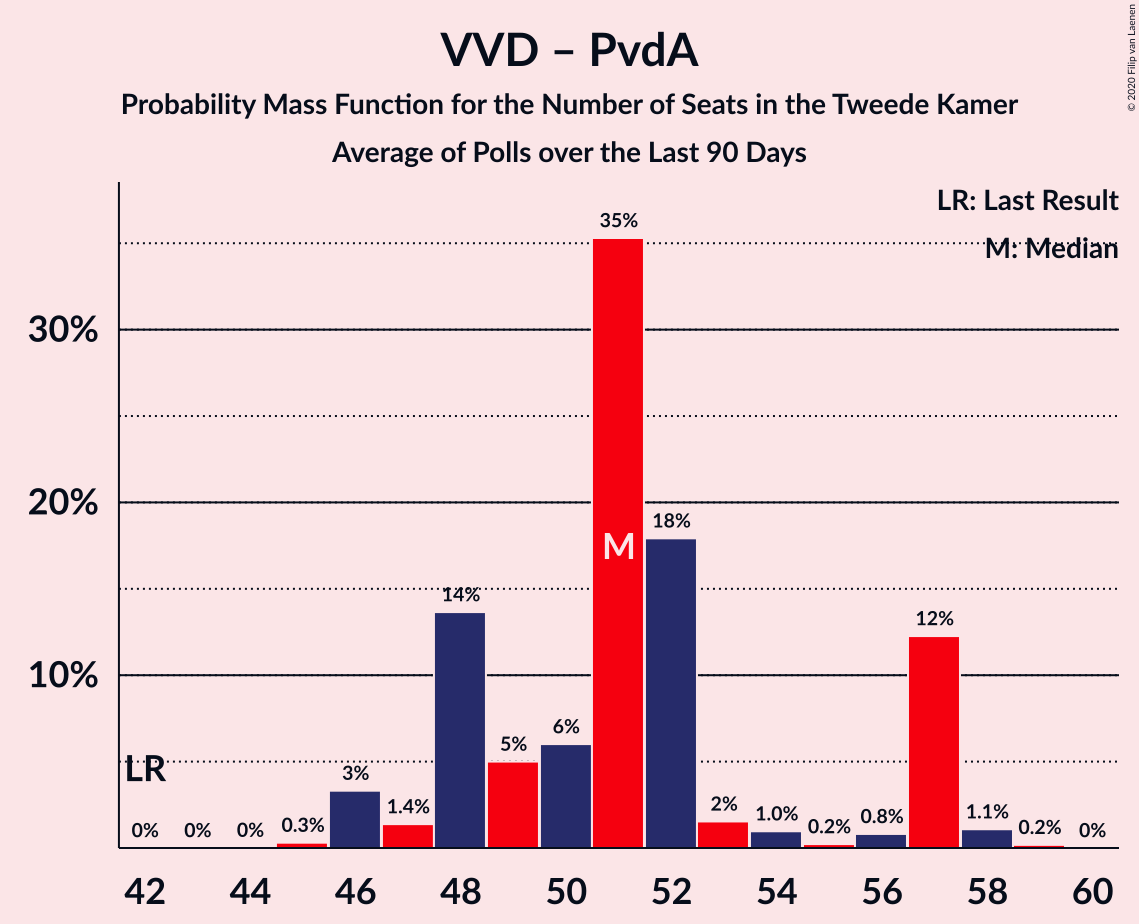 VVD – PvdA
Probability Mass Function for the Number of Seats in the Tweede Kamer
Average of Polls over the Last 90 Days
© 2020 Filip van Laenen
LR: Last Result
M: Median
30%
20%
10%
LR
M
0%
0%
0%
0.3%
3%
1.4%
14%
5%
6%
35%
18%
2%
1.0%
0.2%
0.8%
12%
1.1%
0.2%
0%
42 44 46 48 50 52 54 56 58 60